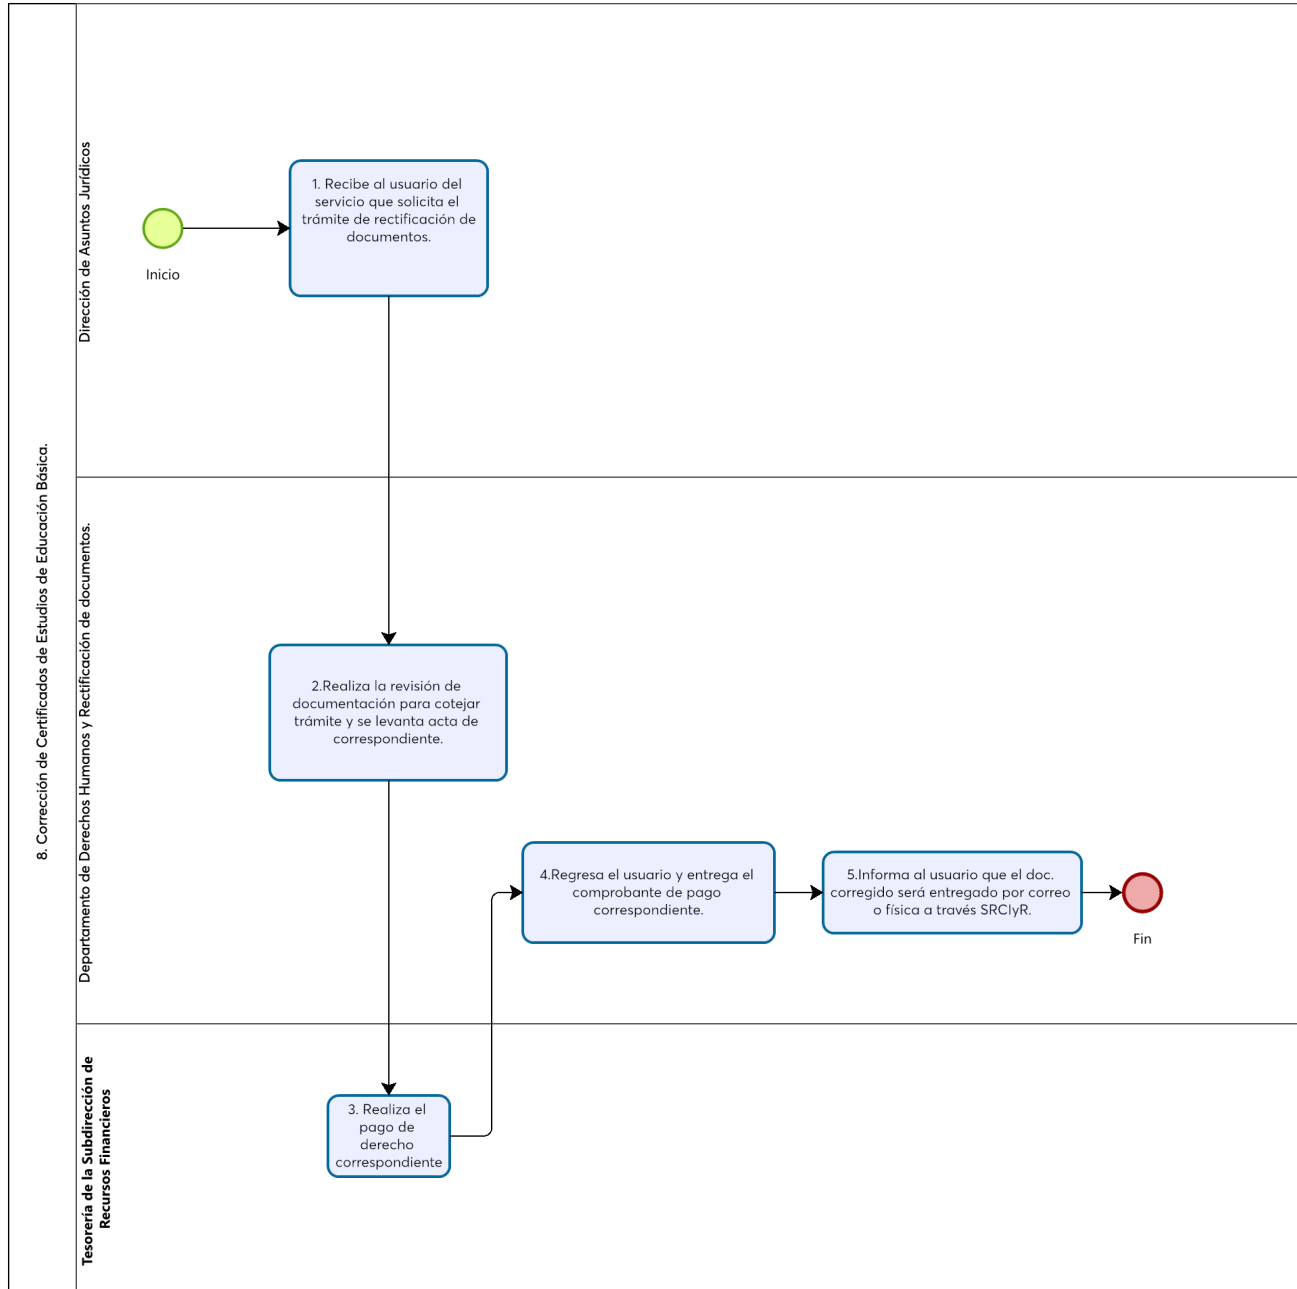 8. Corrección de Certificados de Estudios de Educación Básica.
Dirección de Asuntos Jurídicos
Inicio
1. Recibe al usuario del
servicio que solicita el
trámite de rectificación de
documentos.
Departamento de Derechos Humanos y Rectificación de documentos.
2.Realiza la revisión de
documentación para cotejar
trámite y se levanta acta de
correspondiente.
4.Regresa el usuario y entrega el
comprobante de pago
correspondiente.
5.Informa al usuario que el doc.
corregido será entregado por correo
o física a través SRCIyR.
Fin
Tesorería de la Subdirección de
Recursos Financieros
3. Realiza el
pago de
derecho
correspondiente